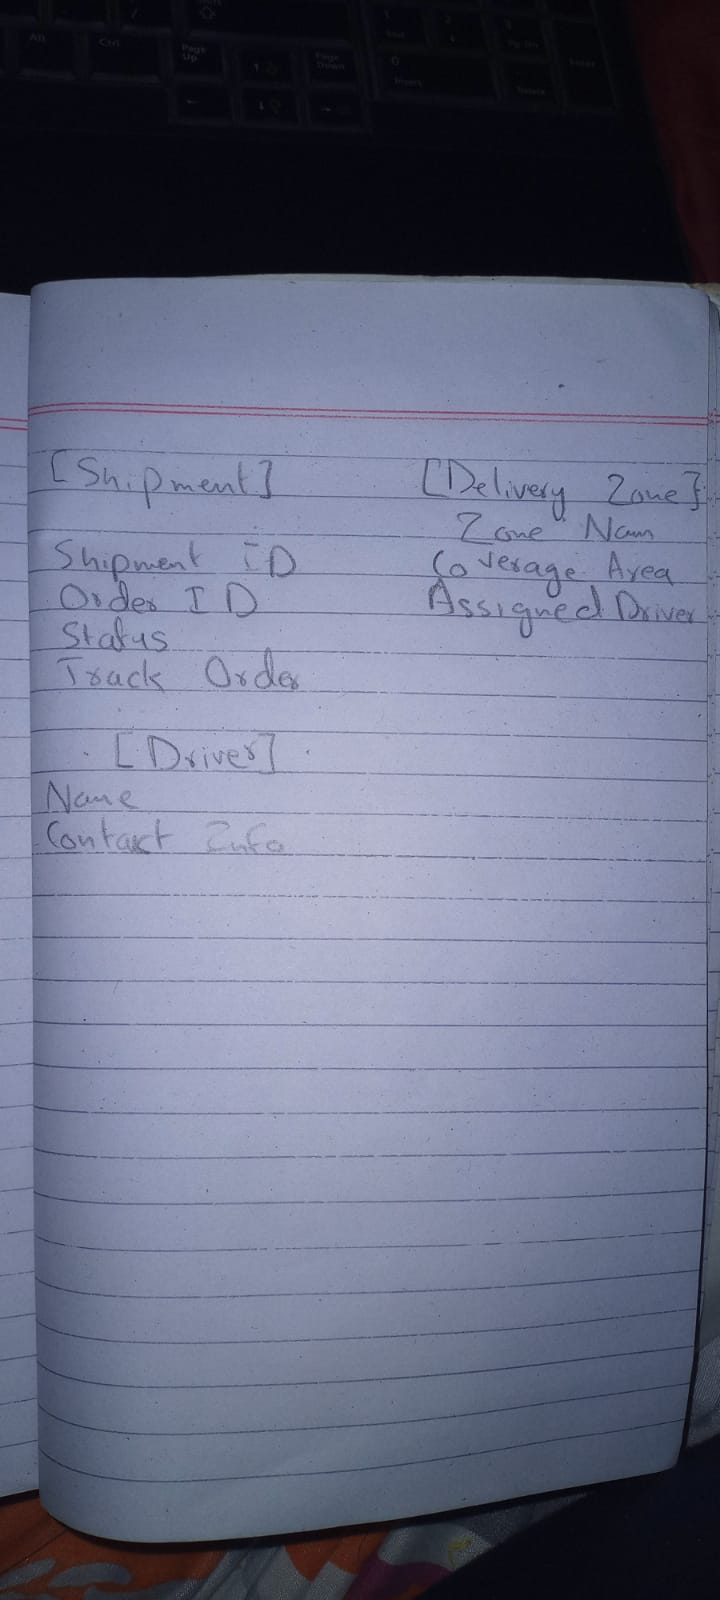 [Shipment]
Shipment ID
Order ID
Status
Track Order
[Delivery Zone]
Zone Nam
Coverage Area
Assigned Driver
[Driver]
Name
Contact Info
Alt
Ctrl
Page Up
Page Down